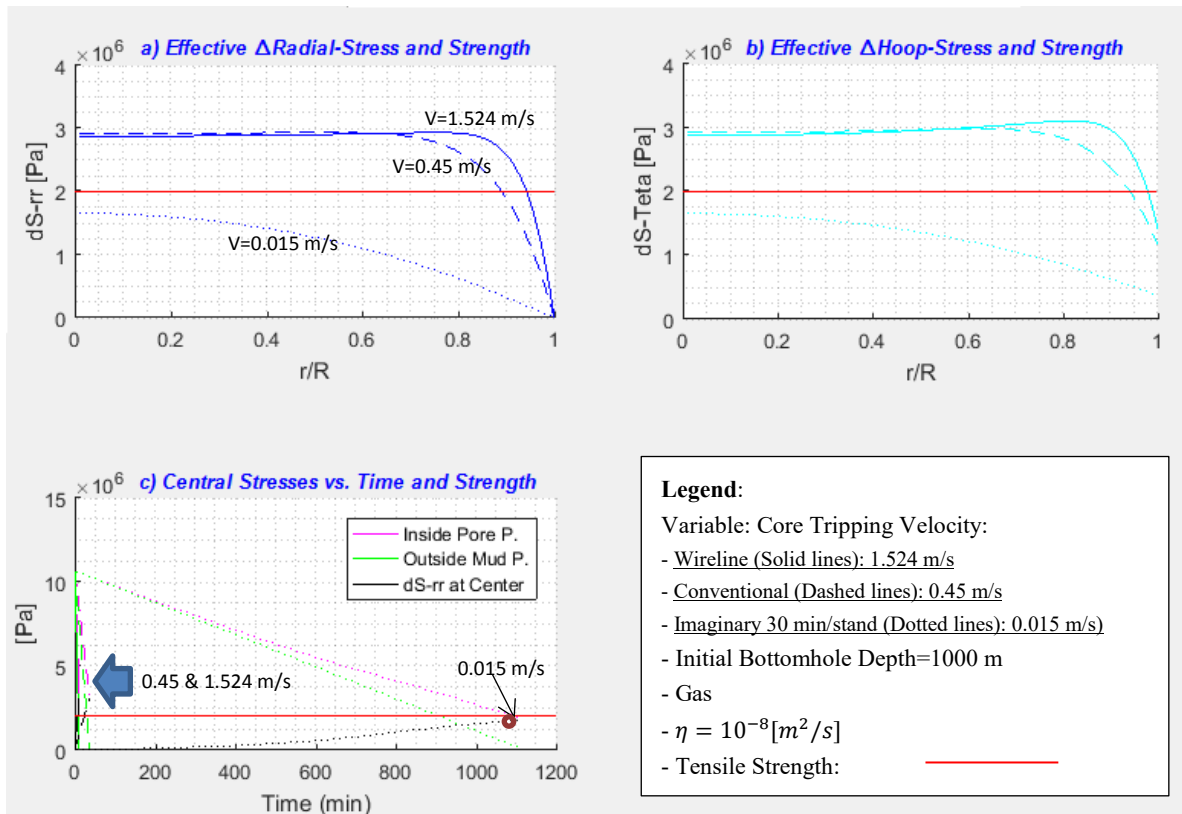 a) Effective ΔRadial-Stress and Strength
× 10^6
4
3
2
1
0
dS-rr [Pa]
V=1.524 m/s
V=0.45 m/s
V=0.015 m/s
0 0.2 0.4 0.6 0.8 1
r/R
b) Effective ΔHoop-Stress and Strength
× 10^6
4
3
2
1
0
dS-Teta [Pa]
0 0.2 0.4 0.6 0.8 1
r/R
c) Central Stresses vs. Time and Strength
× 10^6
15
10
5
0
[Pa]
Inside Pore P.
Outside Mud P.
dS-rr at Center
0.45 & 1.524 m/s
0.015 m/s
0 200 400 600 800 1000 1200
Time (min)
Legend:
Variable: Core Tripping Velocity:
- Wireline (Solid lines): 1.524 m/s
- Conventional (Dashed lines): 0.45 m/s
- Imaginary 30 min/stand (Dotted lines): 0.015 m/s)
- Initial Bottomhole Depth=1000 m
- Gas
- η = 10⁻⁸[m²/s]
- Tensile Strength: